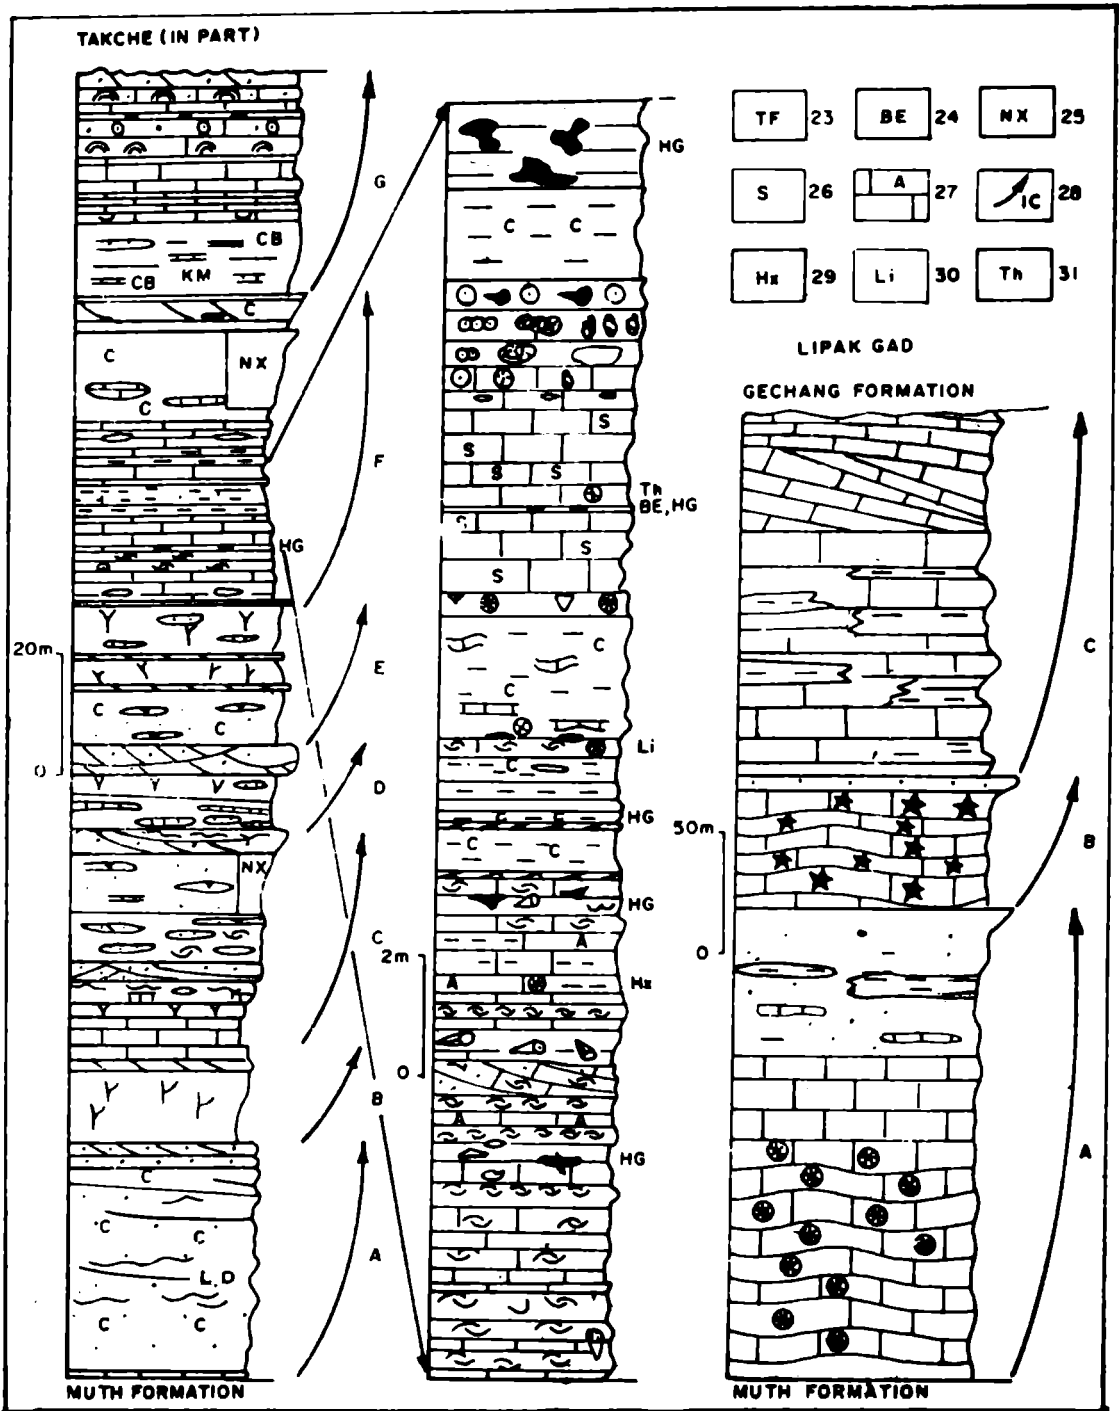 TAKCHE (IN PART)
G
CB
KM
CB
C
C
NX
C
F
HG
E
C
C
20m
0
D
NX
C
B
C
A
C
C
L.D
C
C
MUTH FORMATION
HG
C
C
S
S
S
S
Th
BE, HG
S
S
C
C
Li
C
HG
C
C
HG
A
2m
A
Hx
0
A
A
HG
TF 23
BE 24
NX 25
S 26
A 27
IC 28
Hx 29
Li 30
Th 31
LIPAK GAD
GECHANG FORMATION
C
50m
B
0
A
MUTH FORMATION